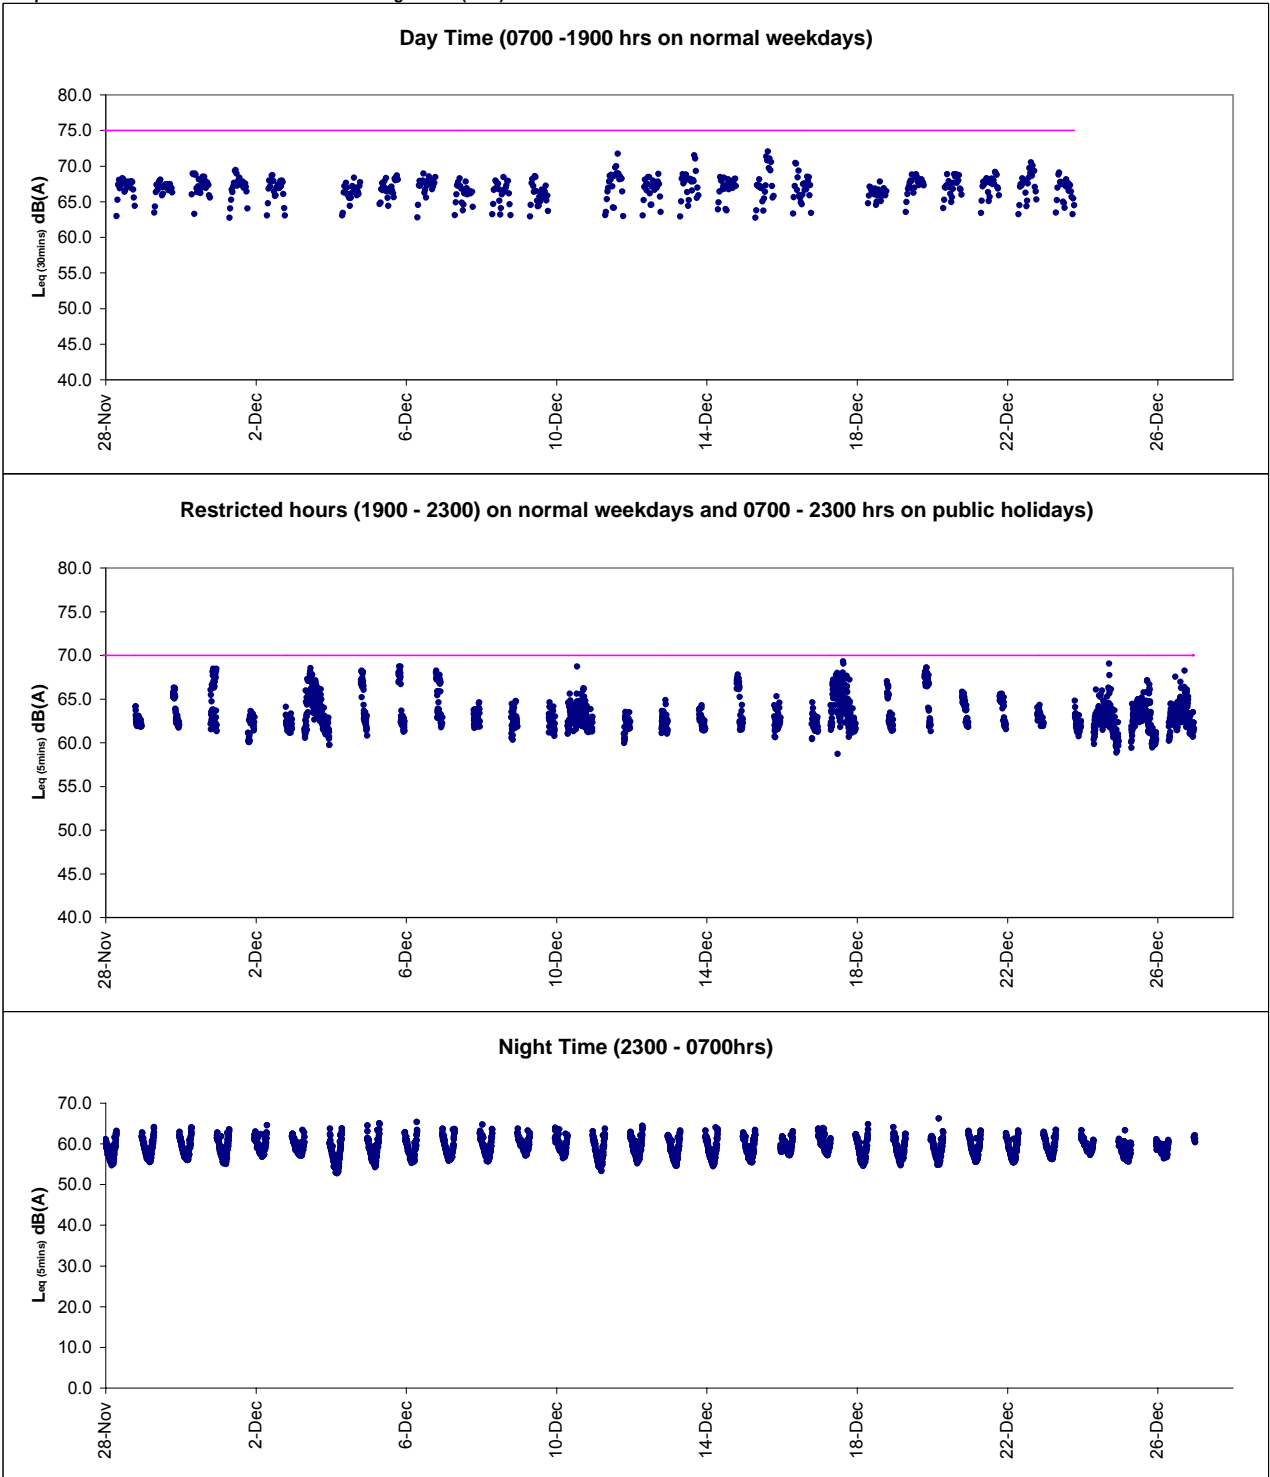 Day Time (0700 -1900 hrs on normal weekdays)
80.0
75.0
70.0
65.0
60.0
55.0
50.0
45.0
40.0
Leq (30mins) dB(A)
28-Nov
2-Dec
6-Dec
10-Dec
14-Dec
18-Dec
22-Dec
26-Dec
Restricted hours (1900 - 2300) on normal weekdays and 0700 - 2300 hrs on public holidays)
80.0
75.0
70.0
65.0
60.0
55.0
50.0
45.0
40.0
Leq (5mins) dB(A)
28-Nov
2-Dec
6-Dec
10-Dec
14-Dec
18-Dec
22-Dec
26-Dec
Night Time (2300 - 0700hrs)
70.0
60.0
50.0
40.0
30.0
20.0
10.0
0.0
Leq (5mins) dB(A)
28-Nov
2-Dec
6-Dec
10-Dec
14-Dec
18-Dec
22-Dec
26-Dec